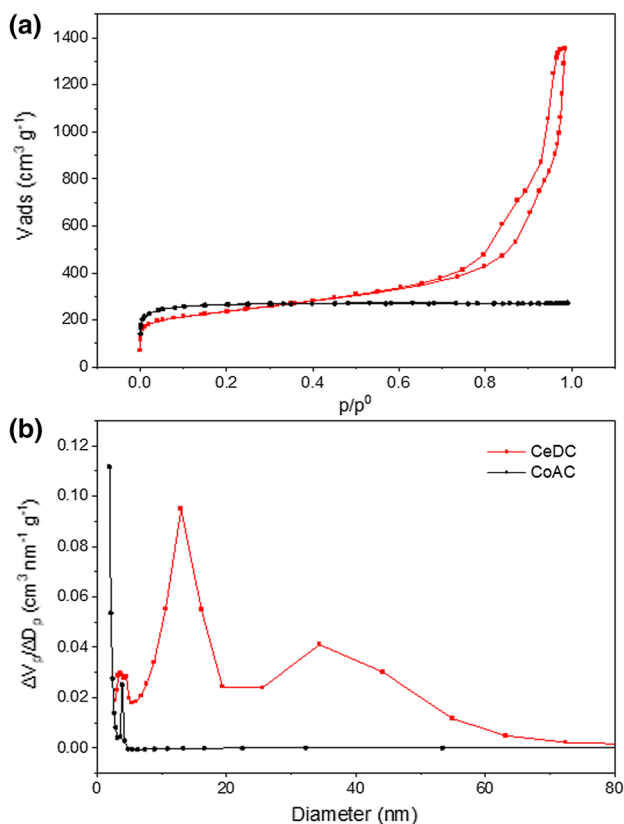 (a)
1400
1200
1000
800
600
400
200
0
Vads (cm³ g⁻¹)
0.0 0.2 0.4 0.6 0.8 1.0
p/p⁰
(b)
0.12
0.10
0.08
0.06
0.04
0.02
0.00
ΔVₚ/ΔDₚ (cm³ nm⁻¹ g⁻¹)
CeDC
CoAC
0 20 40 60 80
Diameter (nm)